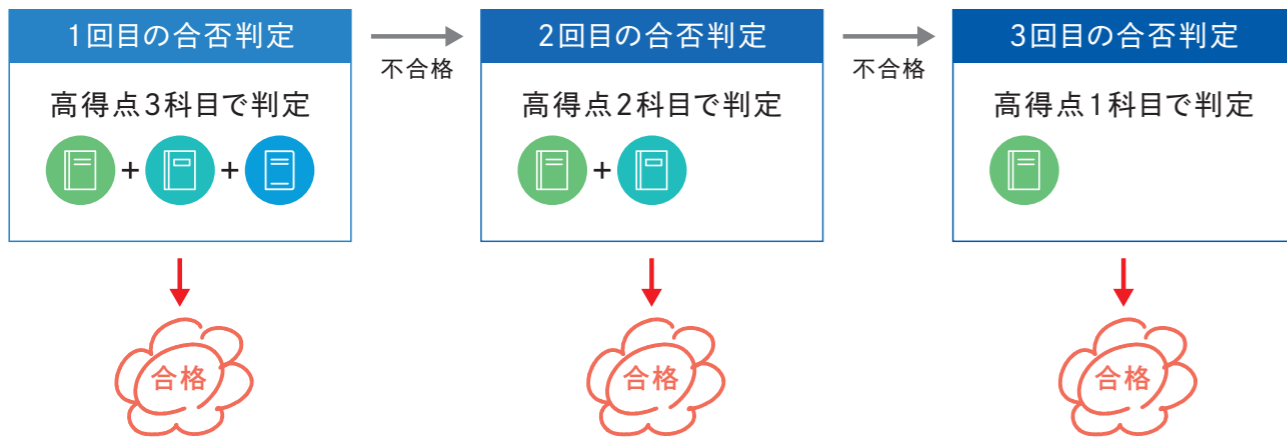 1回目の合否判定
不合格
2回目の合否判定
不合格
3回目の合否判定
高得点3科目で判定
高得点2科目で判定
高得点1科目で判定
+
+
+
合格
合格
合格